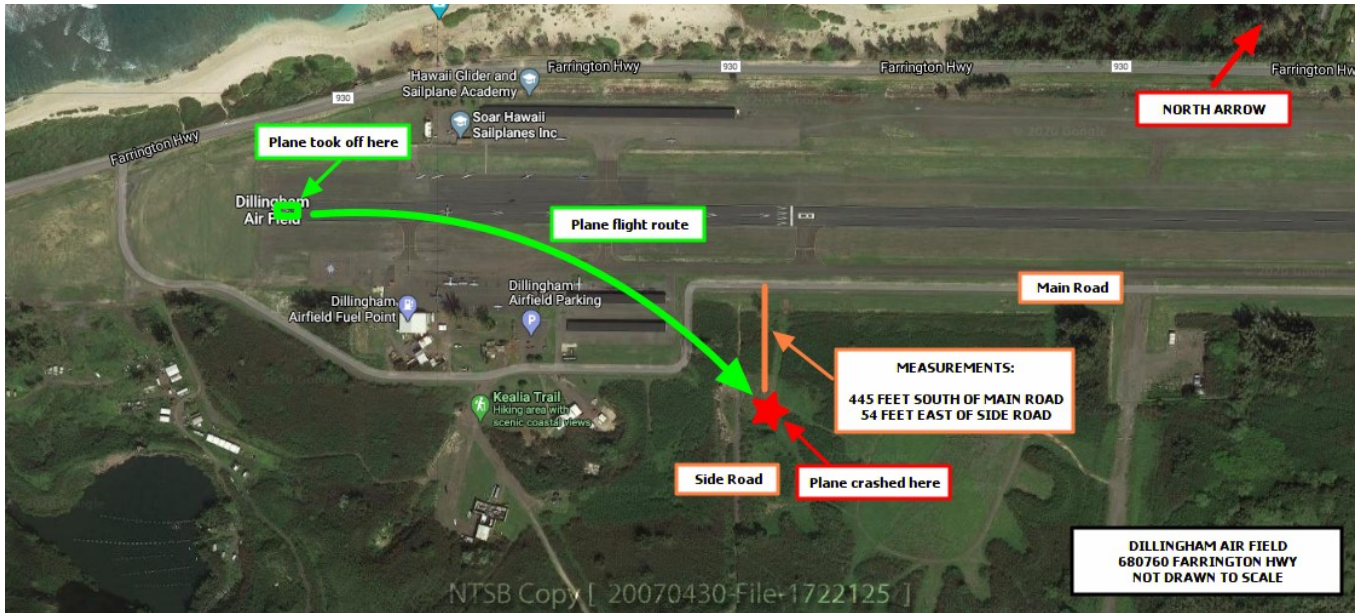 Farrington Hwy
930
Farrington Hwy
930
Farrington Hwy
NORTH ARROW
Hawaii Glider and
Sailplane Academy
930
Soar Hawaii
Sailplanes Inc
© 2020 Google
Plane took off here
Farrington Hwy
Dillingham
Air Field
Plane flight route
Main Road
Dillingham
Airfield Fuel Point
Dillingham
Airfield Parking
P
MEASUREMENTS:
445 FEET SOUTH OF MAIN ROAD
54 FEET EAST OF SIDE ROAD
Kealia Trail
Hiking area with
scenic coastal views
Side Road
Plane crashed here
DILLINGHAM AIR FIELD
680760 FARRINGTON HWY
NOT DRAWN TO SCALE
NTSB Copy [ 20070430-File-1722125 ]